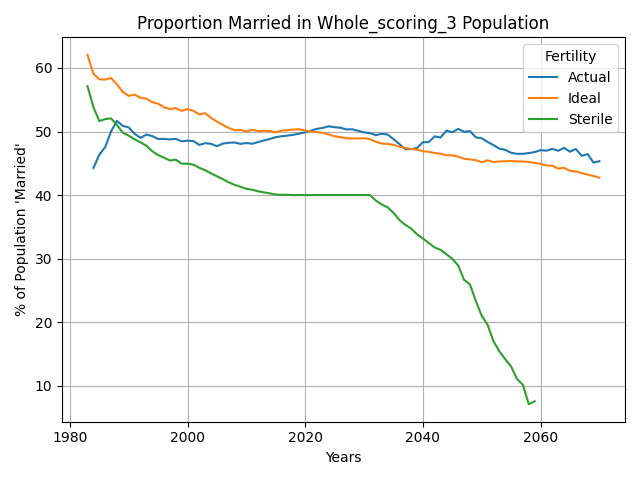 Proportion Married in Whole_scoring_3 Population
Fertility
Actual
Ideal
Sterile
% of Population 'Married'
60
50
40
30
20
10
1980
2000
2020
2040
2060
Years